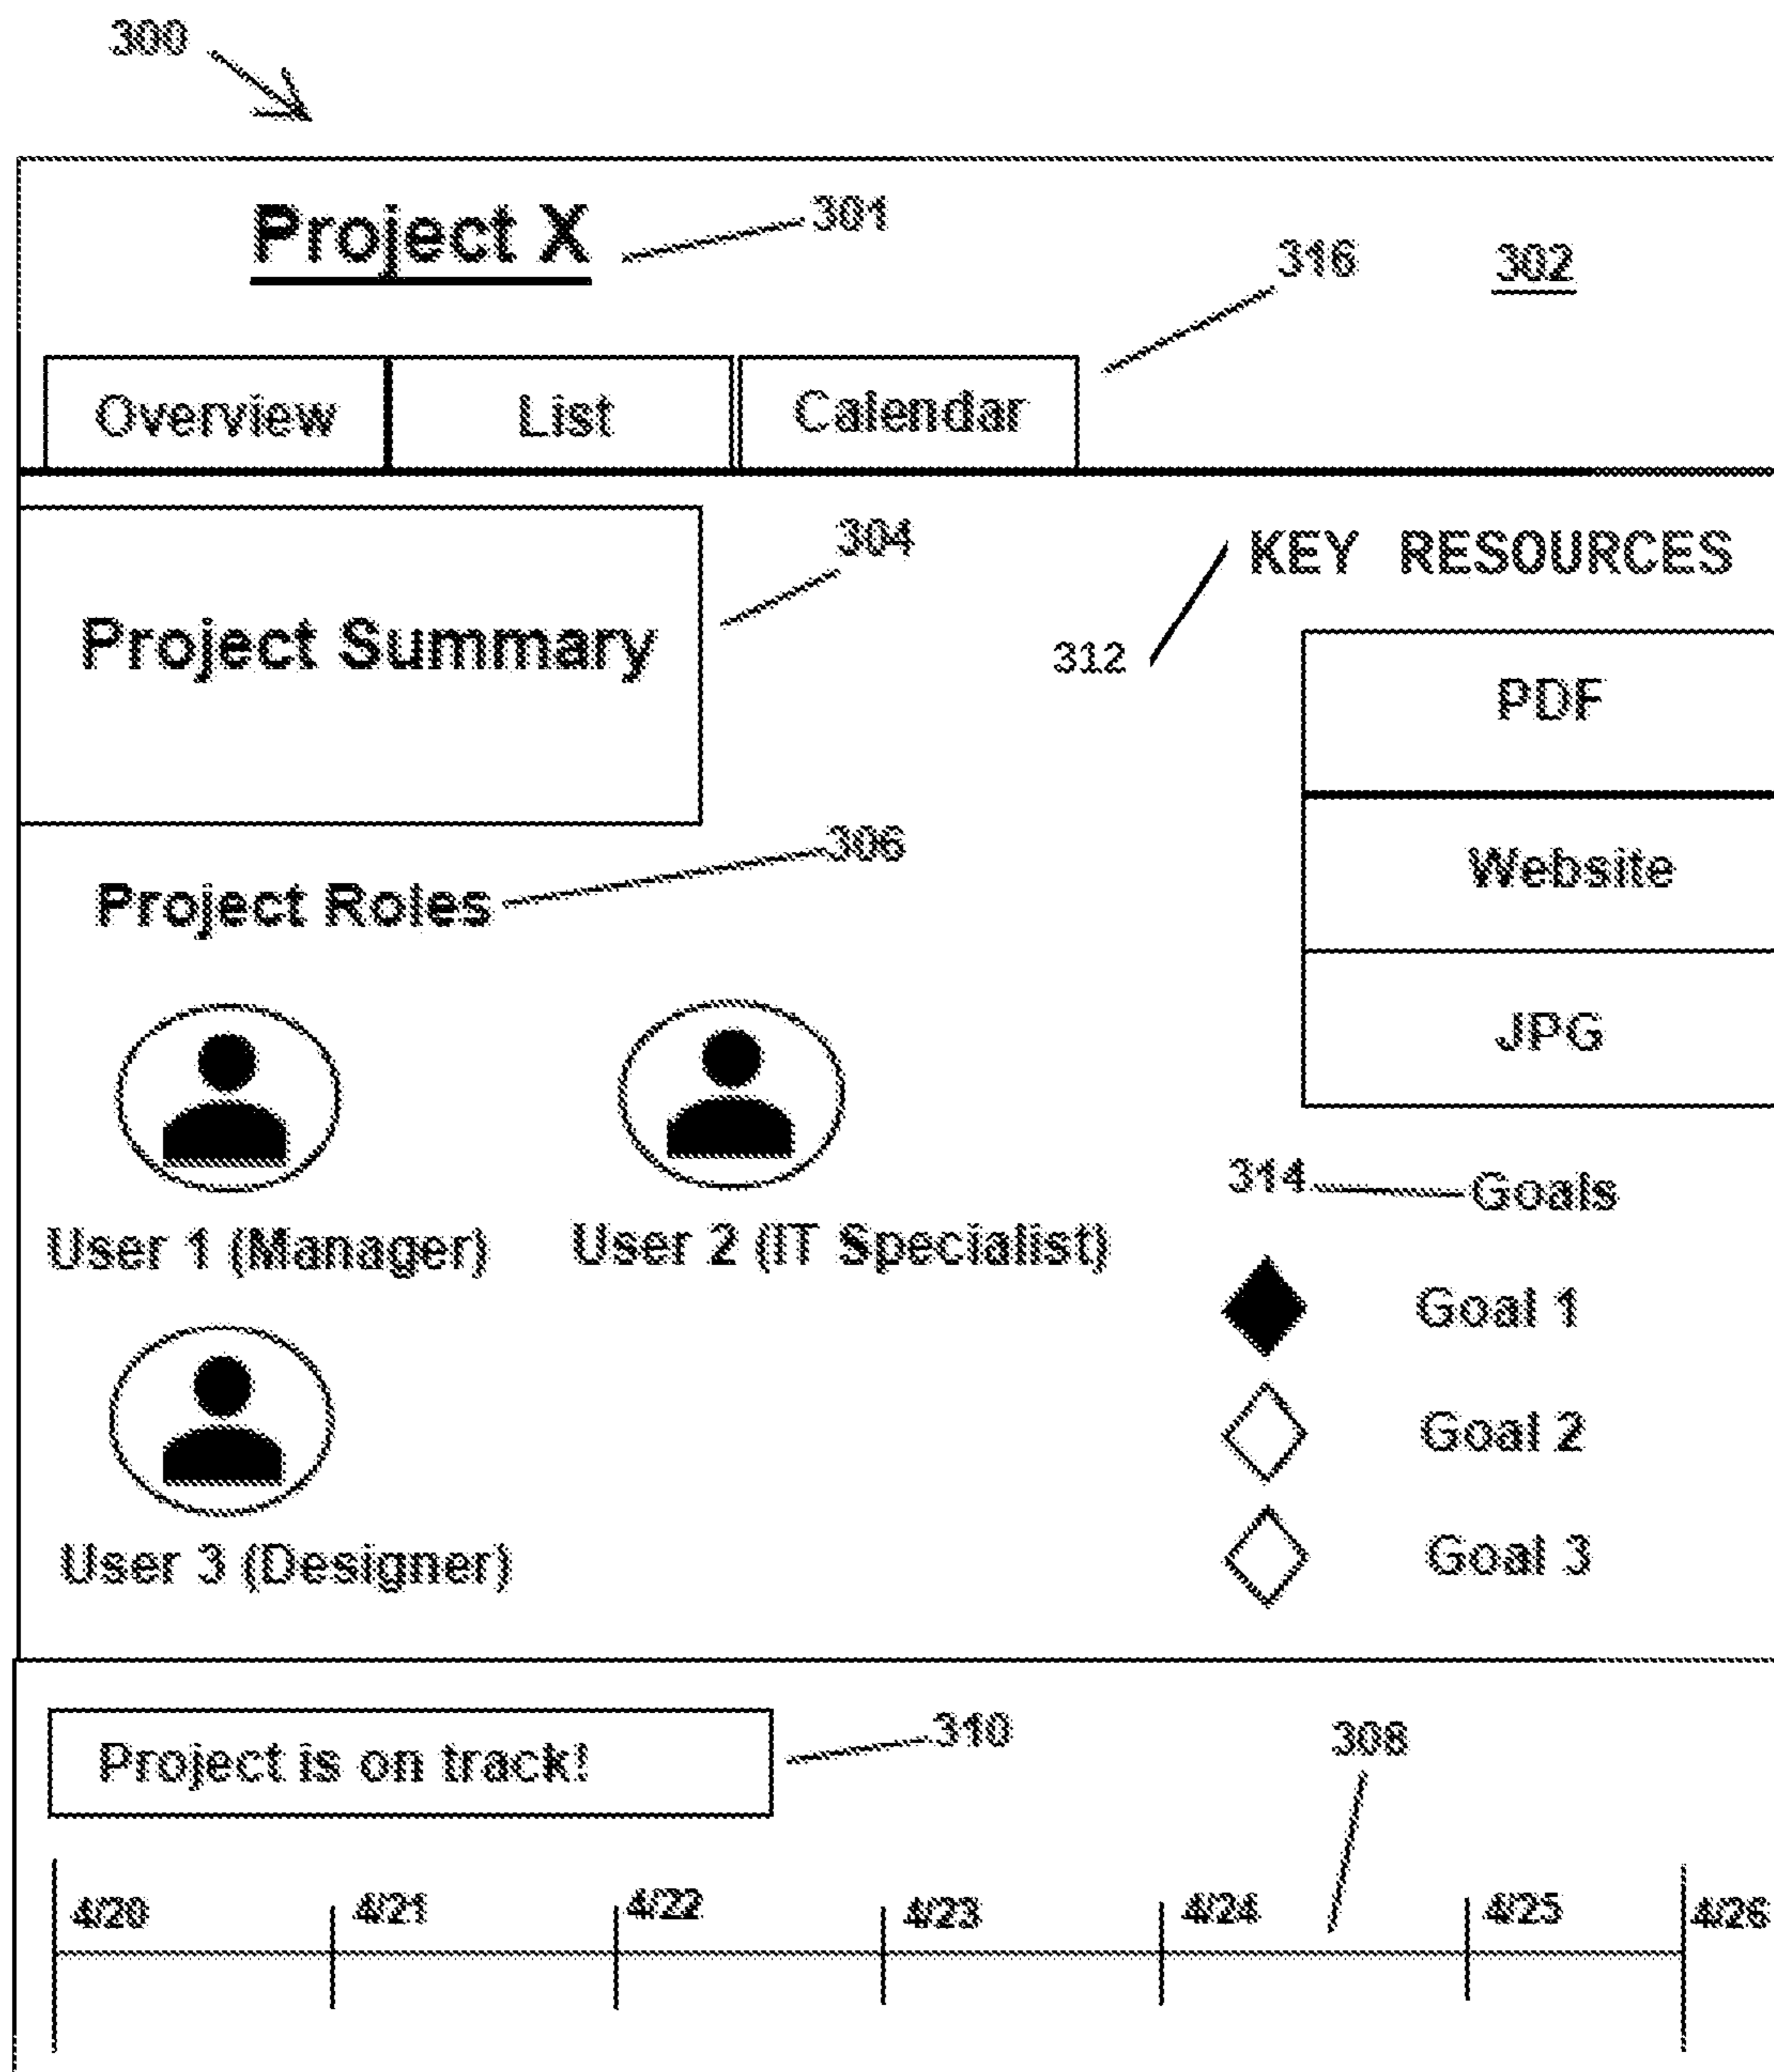 300
Project X
301
316
302
Overview
List
Calendar
304
KEY RESOURCES
Project Summary
312
PDF
Website
JPG
306
Project Roles
User 1 (Manager)
User 2 (IT Specialist)
User 3 (Designer)
314
Goals
Goal 1
Goal 2
Goal 3
Project is on track!
310
308
4/20
4/21
4/22
4/23
4/24
4/25
4/26